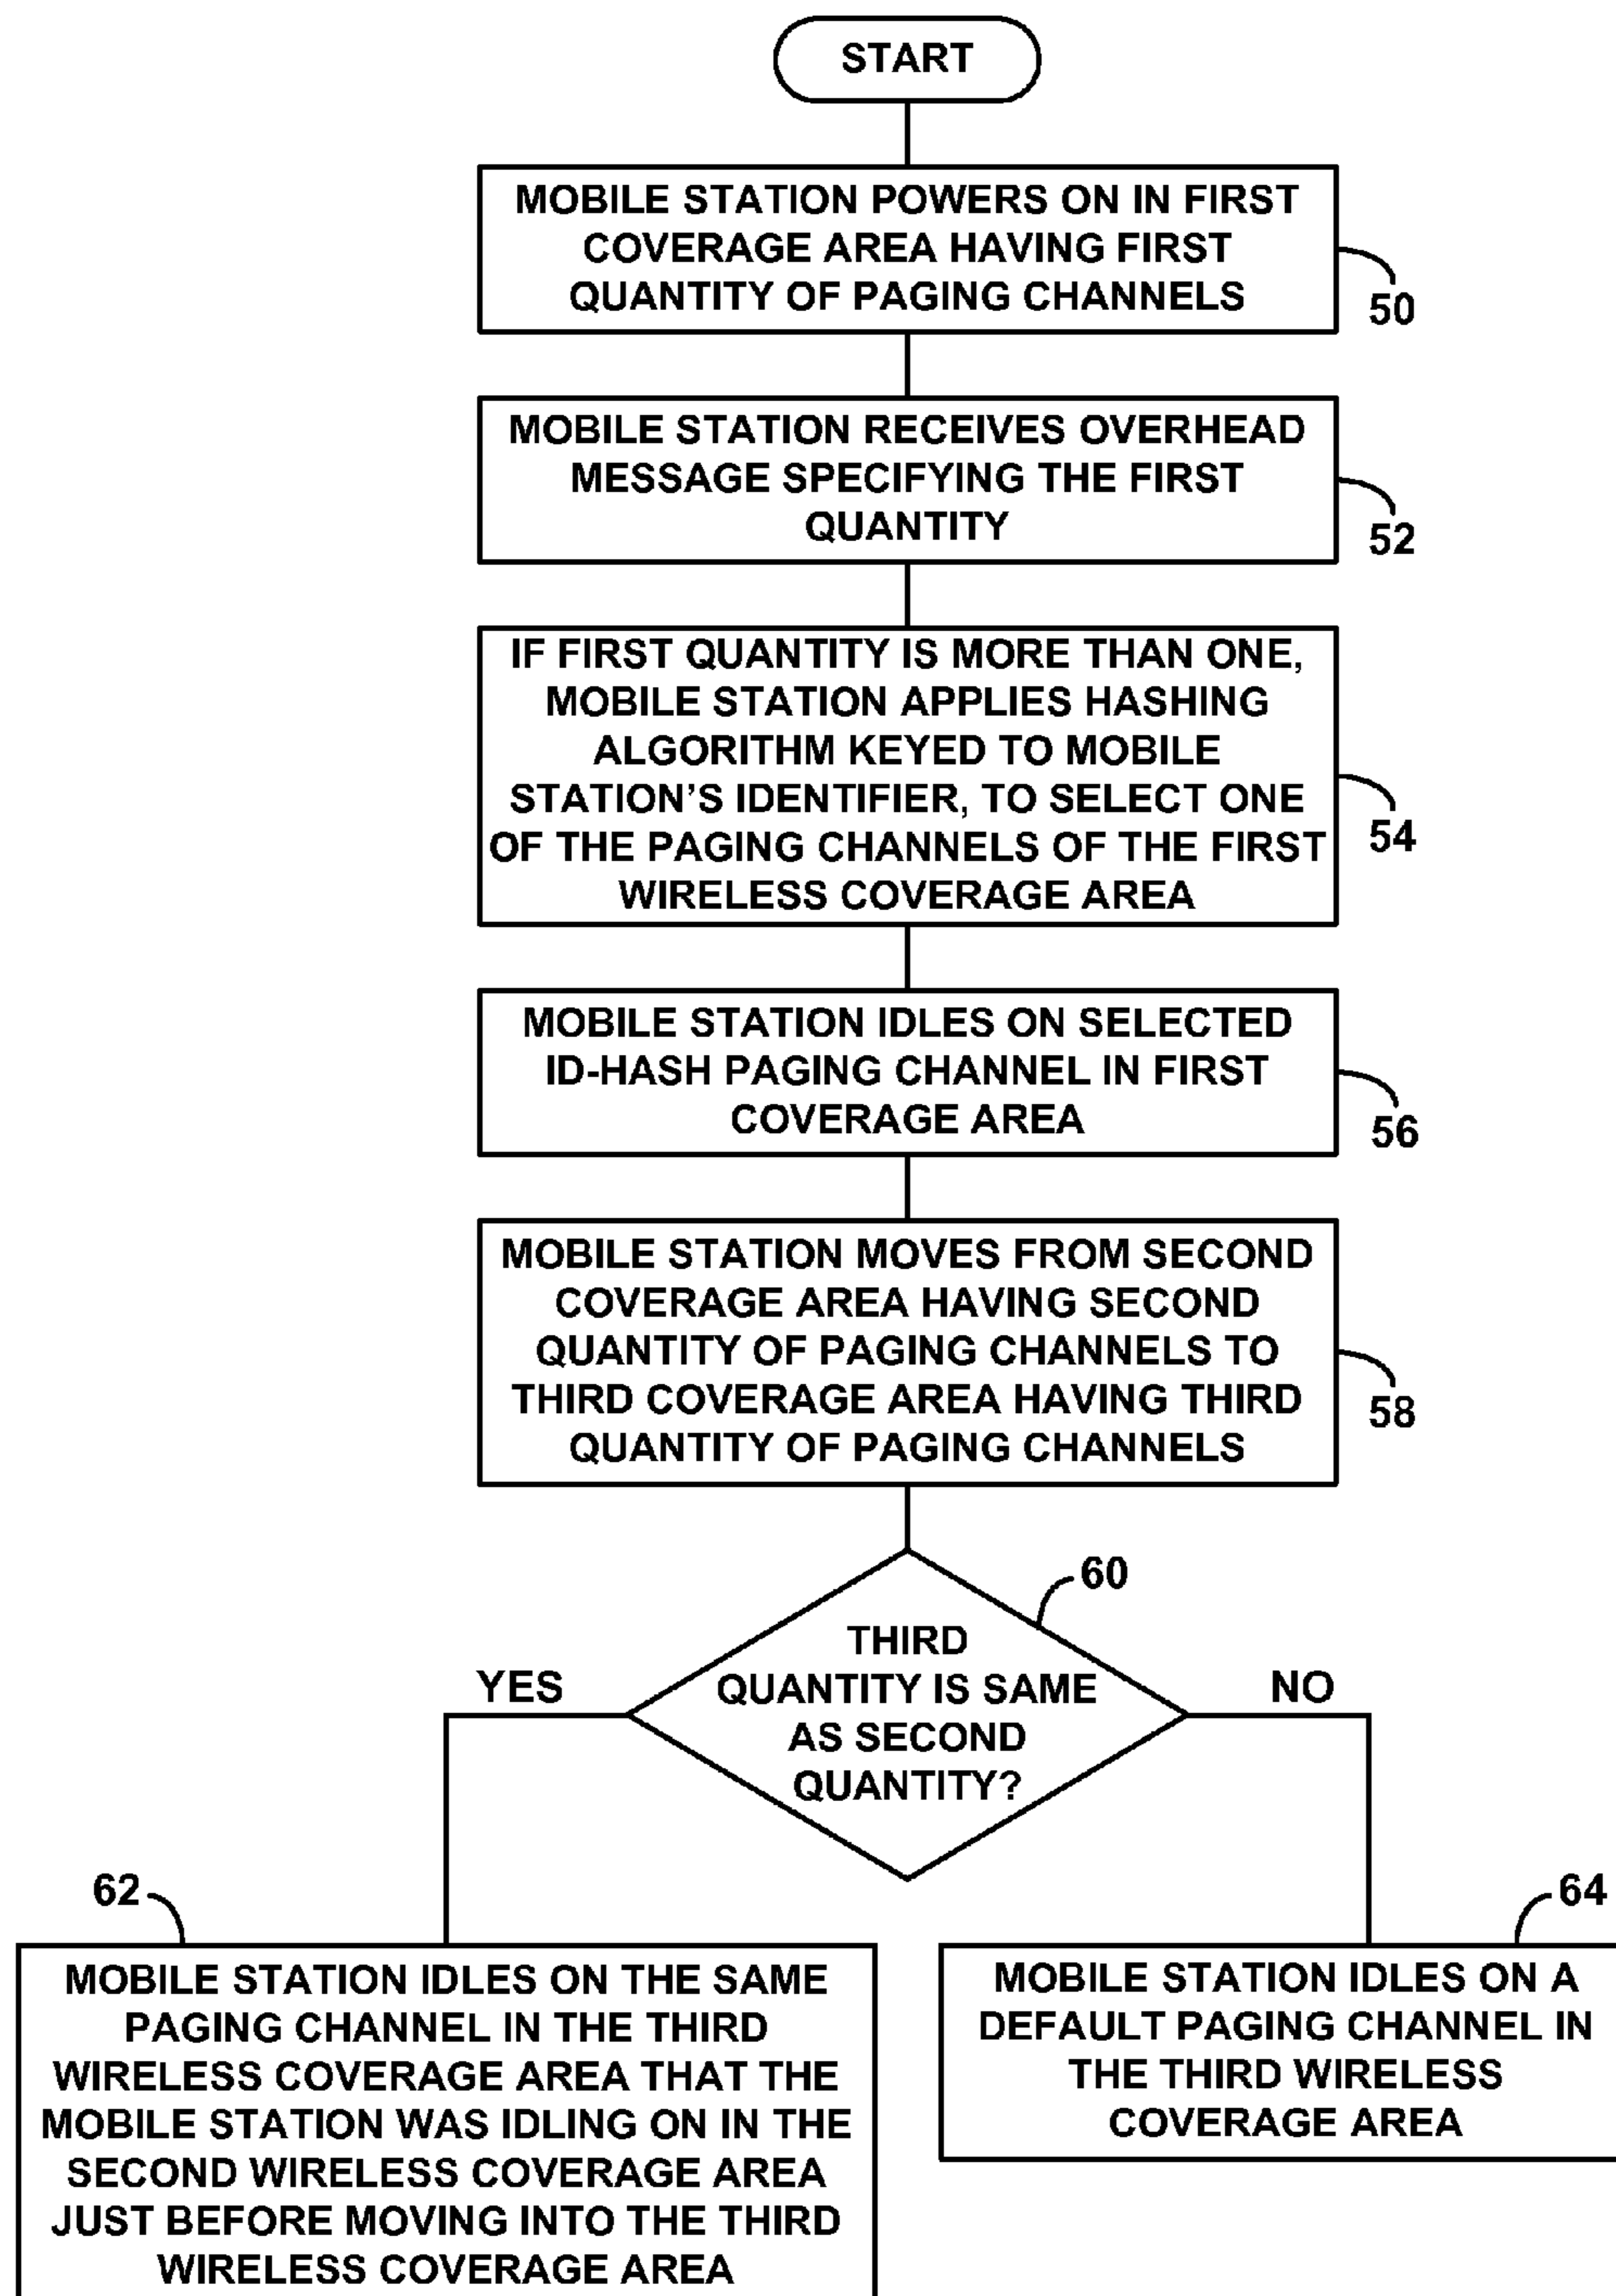 START
MOBILE STATION POWERS ON IN FIRST
COVERAGE AREA HAVING FIRST
QUANTITY OF PAGING CHANNELS
50
MOBILE STATION RECEIVES OVERHEAD
MESSAGE SPECIFYING THE FIRST
QUANTITY
52
IF FIRST QUANTITY IS MORE THAN ONE,
MOBILE STATION APPLIES HASHING
ALGORITHM KEYED TO MOBILE
STATION’S IDENTIFIER, TO SELECT ONE
OF THE PAGING CHANNELS OF THE FIRST
WIRELESS COVERAGE AREA
54
MOBILE STATION IDLES ON SELECTED
ID-HASH PAGING CHANNEL IN FIRST
COVERAGE AREA
56
MOBILE STATION MOVES FROM SECOND
COVERAGE AREA HAVING SECOND
QUANTITY OF PAGING CHANNELS TO
THIRD COVERAGE AREA HAVING THIRD
QUANTITY OF PAGING CHANNELS
58
60
THIRD
QUANTITY IS SAME
AS SECOND
QUANTITY?
YES
NO
62
MOBILE STATION IDLES ON THE SAME
PAGING CHANNEL IN THE THIRD
WIRELESS COVERAGE AREA THAT THE
MOBILE STATION WAS IDLING ON IN THE
SECOND WIRELESS COVERAGE AREA
JUST BEFORE MOVING INTO THE THIRD
WIRELESS COVERAGE AREA
64
MOBILE STATION IDLES ON A
DEFAULT PAGING CHANNEL IN
THE THIRD WIRELESS
COVERAGE AREA